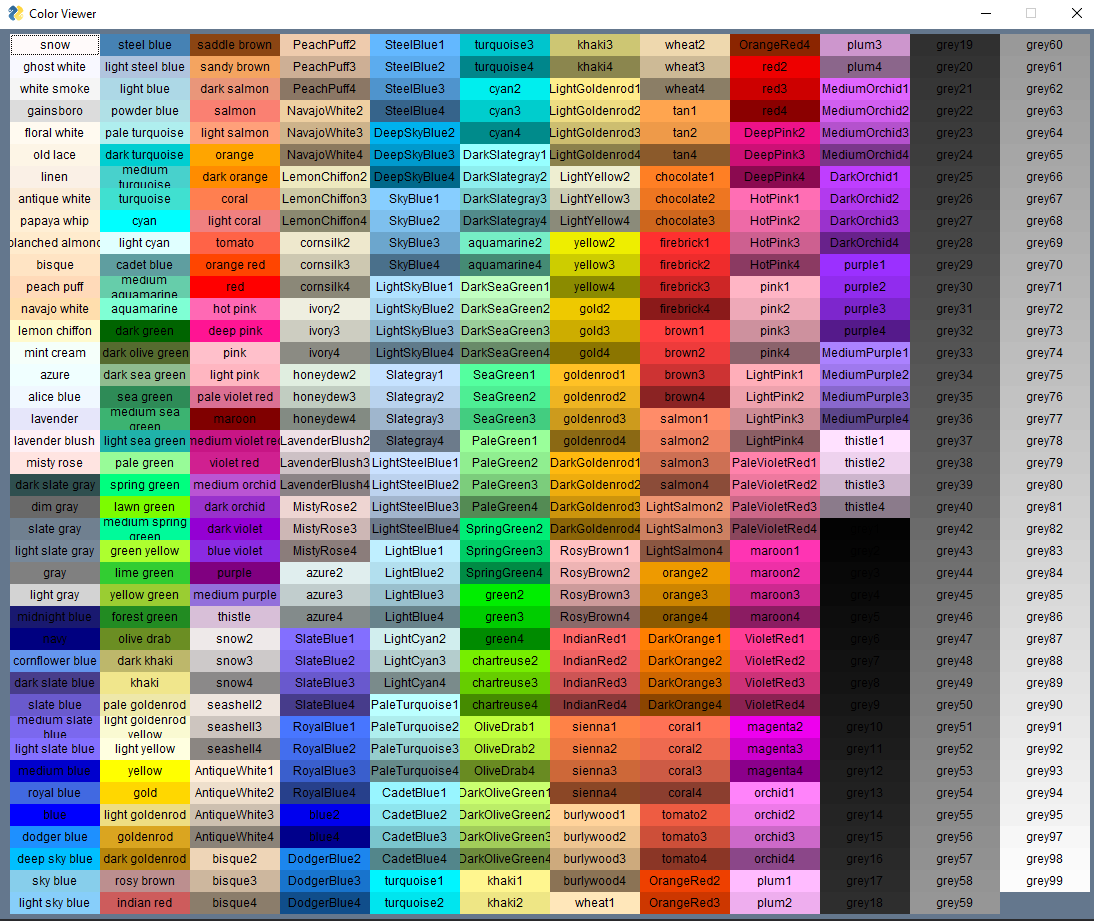 Color Viewer
snow
ghost white
white smoke
gainsboro
floral white
old lace
linen
antique white
papaya whip
blanched almond
bisque
peach puff
navajo white
lemon chiffon
mint cream
azure
alice blue
lavender
lavender blush
misty rose
dark slate gray
dim gray
slate gray
light slate gray
gray
light gray
midnight blue
navy
cornflower blue
dark slate blue
slate blue
medium slate
blue
light slate blue
medium blue
royal blue
blue
dodger blue
deep sky blue
sky blue
light sky blue
steel blue
light steel blue
light blue
powder blue
pale turquoise
dark turquoise
medium
turquoise
turquoise
cyan
light cyan
cadet blue
medium
aquamarine
aquamarine
dark green
dark olive green
dark sea green
sea green
medium sea
green
light sea green
pale green
spring green
lawn green
medium spring
green
green yellow
lime green
yellow green
forest green
olive drab
dark khaki
khaki
pale goldenrod
light goldenrod
yellow
light yellow
yellow
gold
light goldenrod
goldenrod
dark goldenrod
rosy brown
indian red
saddle brown
sandy brown
dark salmon
salmon
light salmon
orange
dark orange
coral
light coral
tomato
orange red
red
hot pink
deep pink
pink
light pink
pale violet red
maroon
medium violet red
violet red
medium orchid
dark orchid
dark violet
blue violet
purple
medium purple
thistle
snow2
snow3
snow4
seashell2
seashell3
seashell4
AntiqueWhite1
AntiqueWhite2
AntiqueWhite3
AntiqueWhite4
bisque2
bisque3
bisque4
PeachPuff2
PeachPuff3
PeachPuff4
NavajoWhite2
NavajoWhite3
NavajoWhite4
LemonChiffon2
LemonChiffon3
LemonChiffon4
cornsilk2
cornsilk3
cornsilk4
ivory2
ivory3
ivory4
honeydew2
honeydew3
honeydew4
LavenderBlush2
LavenderBlush3
LavenderBlush4
MistyRose2
MistyRose3
MistyRose4
azure2
azure3
azure4
SlateBlue1
SlateBlue2
SlateBlue3
SlateBlue4
RoyalBlue1
RoyalBlue2
RoyalBlue3
RoyalBlue4
blue2
blue4
DodgerBlue2
DodgerBlue3
DodgerBlue4
SteelBlue1
SteelBlue2
SteelBlue3
SteelBlue4
DeepSkyBlue2
DeepSkyBlue3
DeepSkyBlue4
SkyBlue1
SkyBlue2
SkyBlue3
SkyBlue4
LightSkyBlue1
LightSkyBlue2
LightSkyBlue3
LightSkyBlue4
Slategray1
Slategray2
Slategray3
Slategray4
LightSteelBlue1
LightSteelBlue2
LightSteelBlue3
LightSteelBlue4
LightBlue1
LightBlue2
LightBlue3
LightBlue4
LightCyan2
LightCyan3
LightCyan4
PaleTurquoise1
PaleTurquoise2
PaleTurquoise3
PaleTurquoise4
CadetBlue1
CadetBlue2
CadetBlue3
CadetBlue4
turquoise1
turquoise2
turquoise3
turquoise4
cyan2
cyan3
cyan4
DarkSlategray1
DarkSlategray2
DarkSlategray3
DarkSlategray4
aquamarine2
aquamarine4
DarkSeaGreen1
DarkSeaGreen2
DarkSeaGreen3
DarkSeaGreen4
SeaGreen1
SeaGreen2
SeaGreen3
PaleGreen1
PaleGreen2
PaleGreen3
PaleGreen4
SpringGreen2
SpringGreen3
SpringGreen4
green2
green3
green4
chartreuse2
chartreuse3
chartreuse4
OliveDrab1
OliveDrab2
OliveDrab4
DarkOliveGreen1
DarkOliveGreen2
DarkOliveGreen3
DarkOliveGreen4
khaki1
khaki2
khaki3
khaki4
LightGoldenrod1
LightGoldenrod2
LightGoldenrod3
LightGoldenrod4
LightYellow2
LightYellow3
LightYellow4
yellow2
yellow3
yellow4
gold2
gold3
gold4
goldenrod1
goldenrod2
goldenrod3
goldenrod4
DarkGoldenrod1
DarkGoldenrod2
DarkGoldenrod3
DarkGoldenrod4
RosyBrown1
RosyBrown2
RosyBrown3
RosyBrown4
IndianRed1
IndianRed2
IndianRed3
IndianRed4
sienna1
sienna2
sienna3
sienna4
burlywood1
burlywood2
burlywood3
burlywood4
wheat1
wheat2
wheat3
wheat4
tan1
tan2
tan4
chocolate1
chocolate2
chocolate3
firebrick1
firebrick2
firebrick3
firebrick4
brown1
brown2
brown3
brown4
salmon1
salmon2
salmon3
salmon4
LightSalmon2
LightSalmon3
LightSalmon4
orange2
orange3
orange4
DarkOrange1
DarkOrange2
DarkOrange3
DarkOrange4
coral1
coral2
coral3
coral4
tomato2
tomato3
tomato4
OrangeRed2
OrangeRed3
OrangeRed4
red2
red3
red4
DeepPink2
DeepPink3
DeepPink4
HotPink1
HotPink2
HotPink3
HotPink4
pink1
pink2
pink3
pink4
LightPink1
LightPink2
LightPink3
LightPink4
PaleVioletRed1
PaleVioletRed2
PaleVioletRed3
PaleVioletRed4
maroon1
maroon2
maroon3
maroon4
VioletRed1
VioletRed2
VioletRed3
VioletRed4
magenta2
magenta3
magenta4
orchid1
orchid2
orchid3
orchid4
plum1
plum2
plum3
plum4
MediumOrchid1
MediumOrchid2
MediumOrchid3
MediumOrchid4
DarkOrchid1
DarkOrchid2
DarkOrchid3
DarkOrchid4
purple1
purple2
purple3
purple4
MediumPurple1
MediumPurple2
MediumPurple3
MediumPurple4
thistle1
thistle2
thistle3
thistle4
grey3
grey4
grey5
grey6
grey7
grey8
grey9
grey10
grey11
grey12
grey13
grey14
grey15
grey16
grey17
grey18
grey19
grey20
grey21
grey22
grey23
grey24
grey25
grey26
grey27
grey28
grey29
grey30
grey31
grey32
grey33
grey34
grey35
grey36
grey37
grey38
grey39
grey40
grey42
grey43
grey44
grey45
grey46
grey47
grey48
grey49
grey50
grey51
grey52
grey53
grey54
grey55
grey56
grey57
grey58
grey59
grey60
grey61
grey62
grey63
grey64
grey65
grey66
grey67
grey68
grey69
grey70
grey71
grey72
grey73
grey74
grey75
grey76
grey77
grey78
grey79
grey80
grey81
grey82
grey83
grey84
grey85
grey86
grey87
grey88
grey89
grey90
grey91
grey92
grey93
grey94
grey95
grey97
grey98
grey99